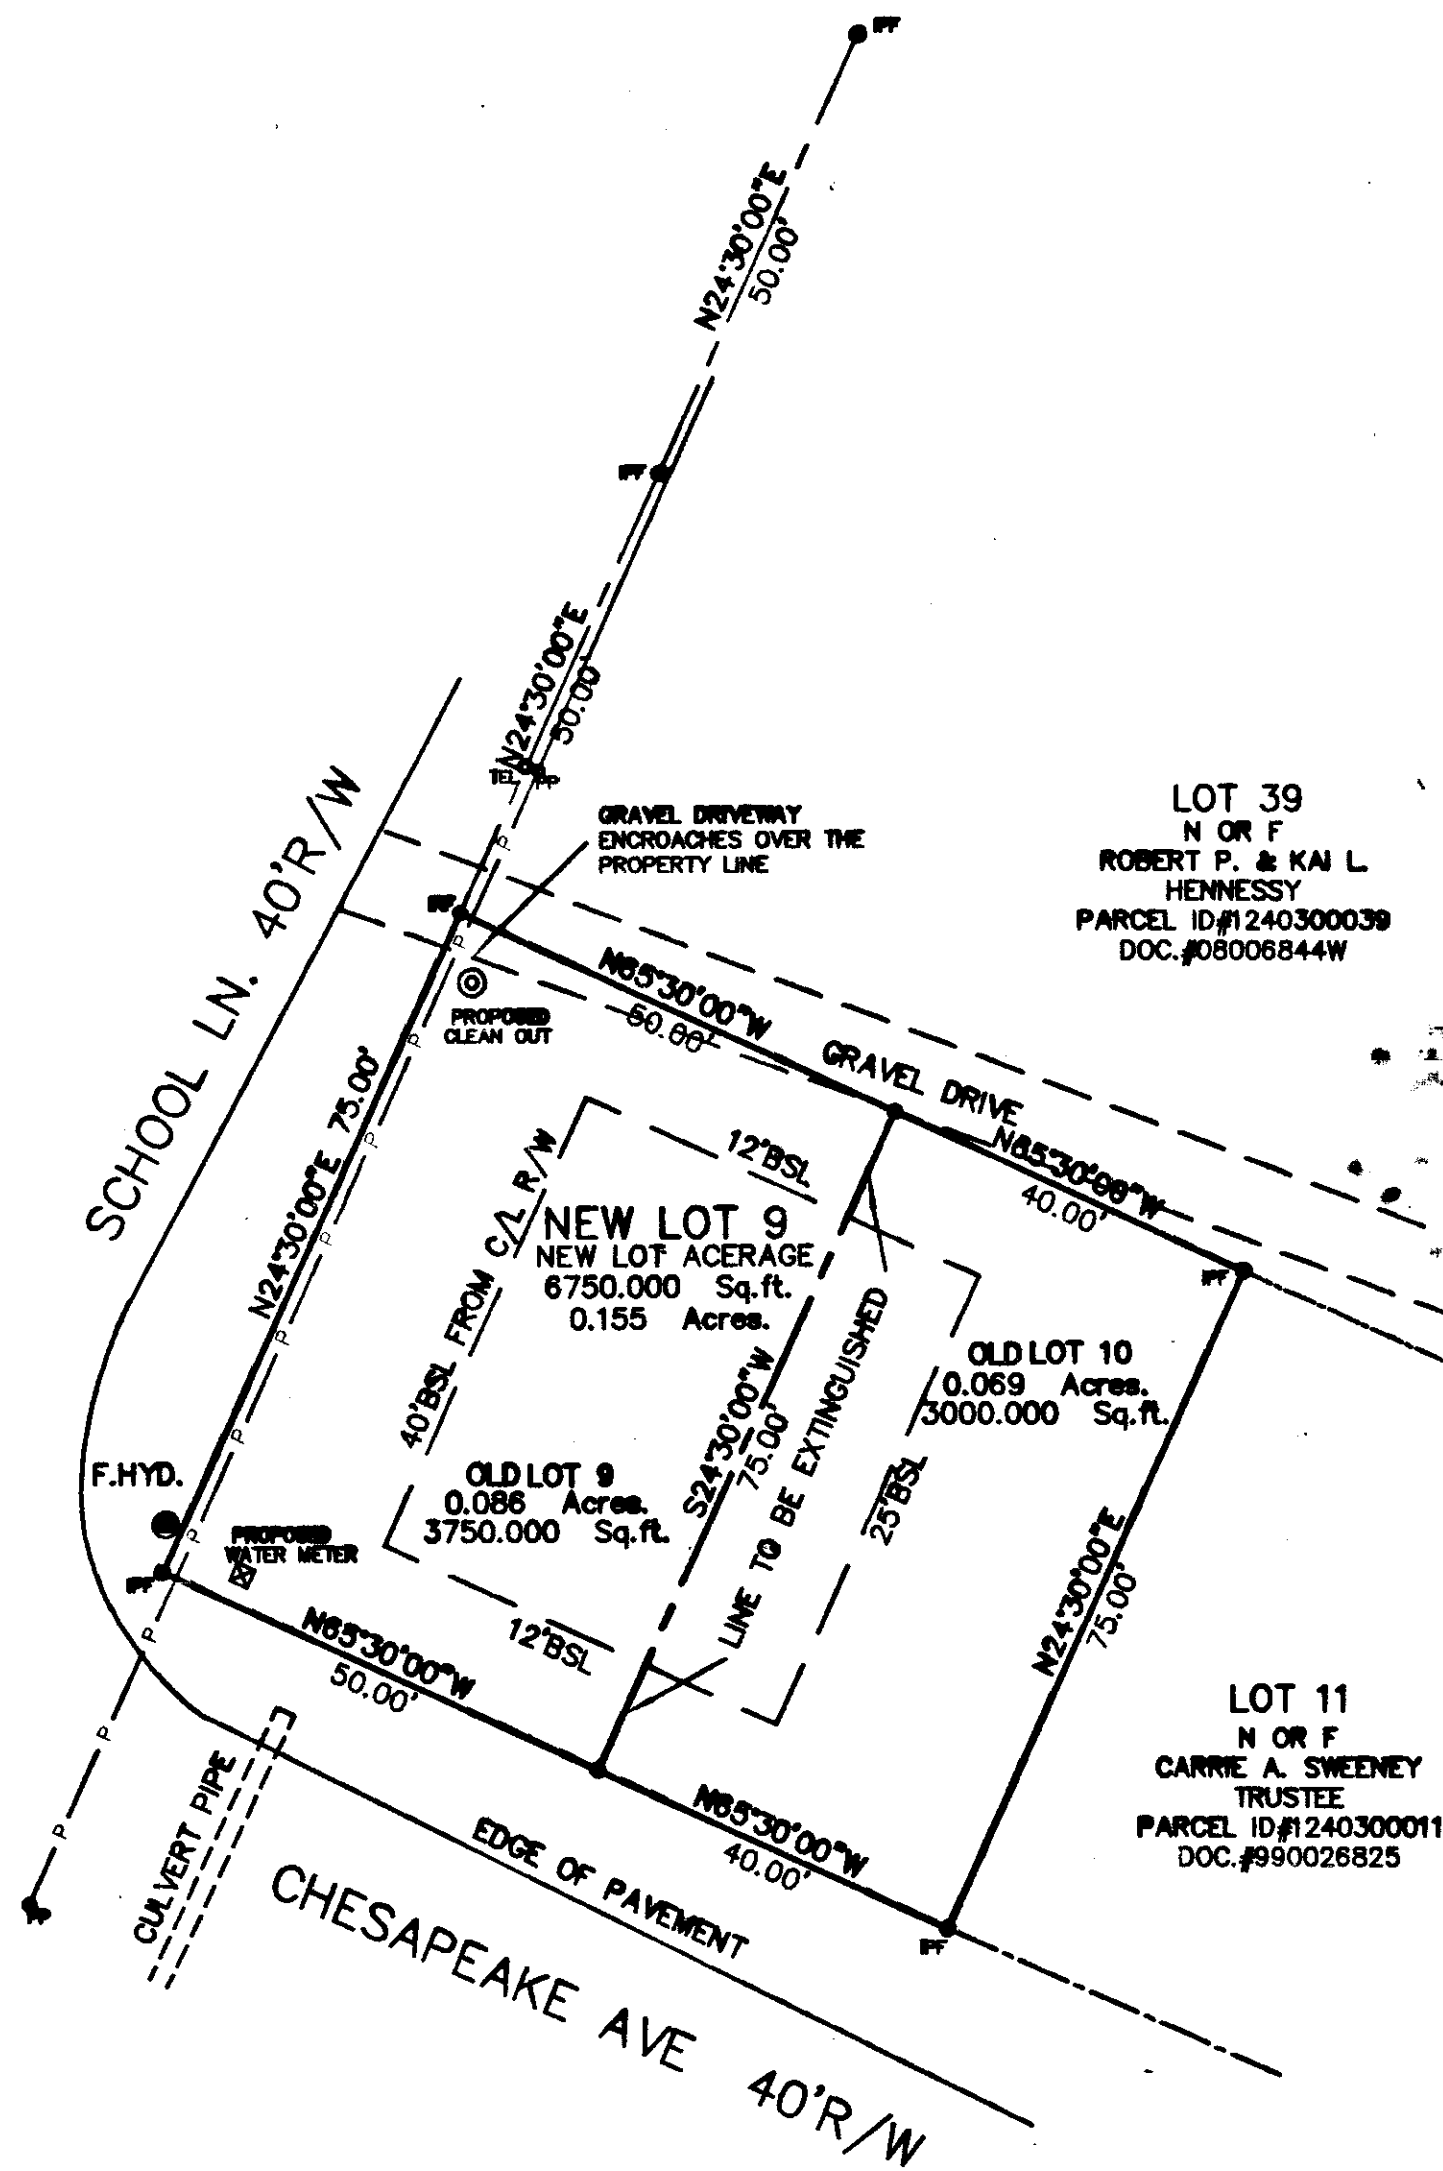 IPF
N24°30'00"E
50.00'
IPF
N24°30'00"E
50.00'
TEL
PP
GRAVEL DRIVEWAY
ENCROACHES OVER THE
PROPERTY LINE
LOT 39
N OR F
ROBERT P. & KAI L.
HENNESSY
PARCEL ID#1240300039
DOC.#08006844W
SCHOOL LN. 40'R/W
N65°30'00"W
50.00'
PROPOSED
CLEAN OUT
GRAVEL DRIVE
N65°30'00"W
40.00'
N24°30'00"E 75.00'
12'BSL
40'BSL FROM C/L R/W
NEW LOT 9
NEW LOT ACERAGE
6750.000 Sq.ft.
0.155 Acres.
IPF
OLD LOT 10
0.069 Acres.
3000.000 Sq.ft.
S24°30'00"W
75.00'
LINE TO BE EXTINGUISHED
25'BSL
OLD LOT 9
0.086 Acres.
3750.000 Sq.ft.
F.HYD.
PROPOSED
WATER METER
IPF
N24°30'00"E
75.00'
12'BSL
N65°30'00"W
50.00'
LOT 11
N OR F
CARRIE A. SWEENEY
TRUSTEE
PARCEL ID#1240300011
DOC.#990026825
N65°30'00"W
40.00'
IPF
CULVERT PIPE
EDGE OF PAVEMENT
CHESAPEAKE AVE 40'R/W
P
P
P
P
P
P
P
P
P
P
P
P